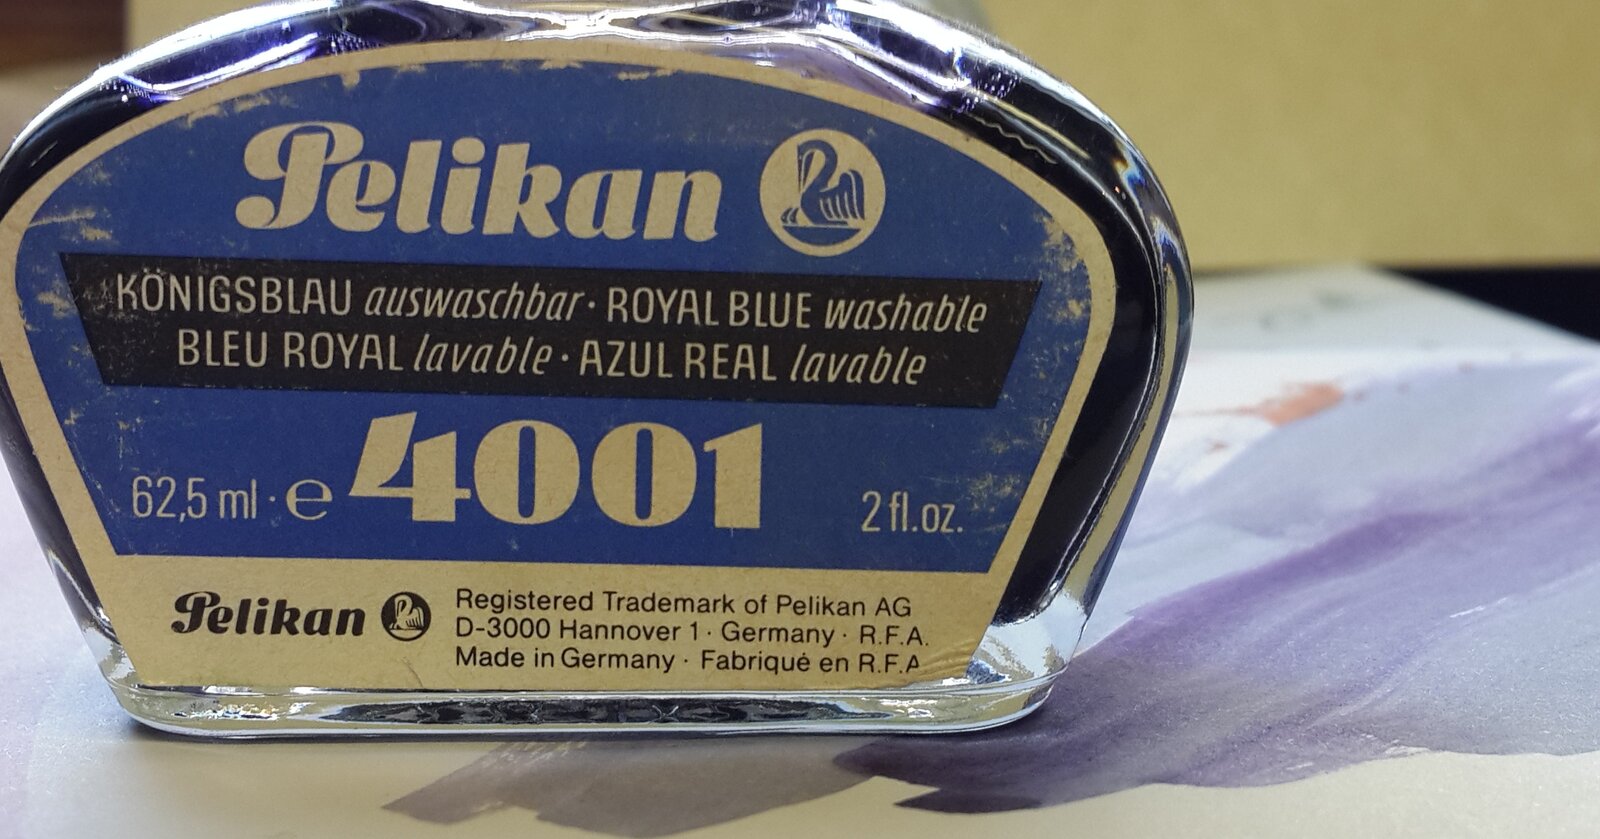 Pelikan
KÖNIGSBLAU auswaschbar · ROYAL BLUE washable
BLEU ROYAL lavable · AZUL REAL lavable
62,5 ml · e 4001 2 fl.oz.
Pelikan Registered Trademark of Pelikan AG
D-3000 Hannover 1 · Germany · R.F.A.
Made in Germany · Fabriqué en R.F.A